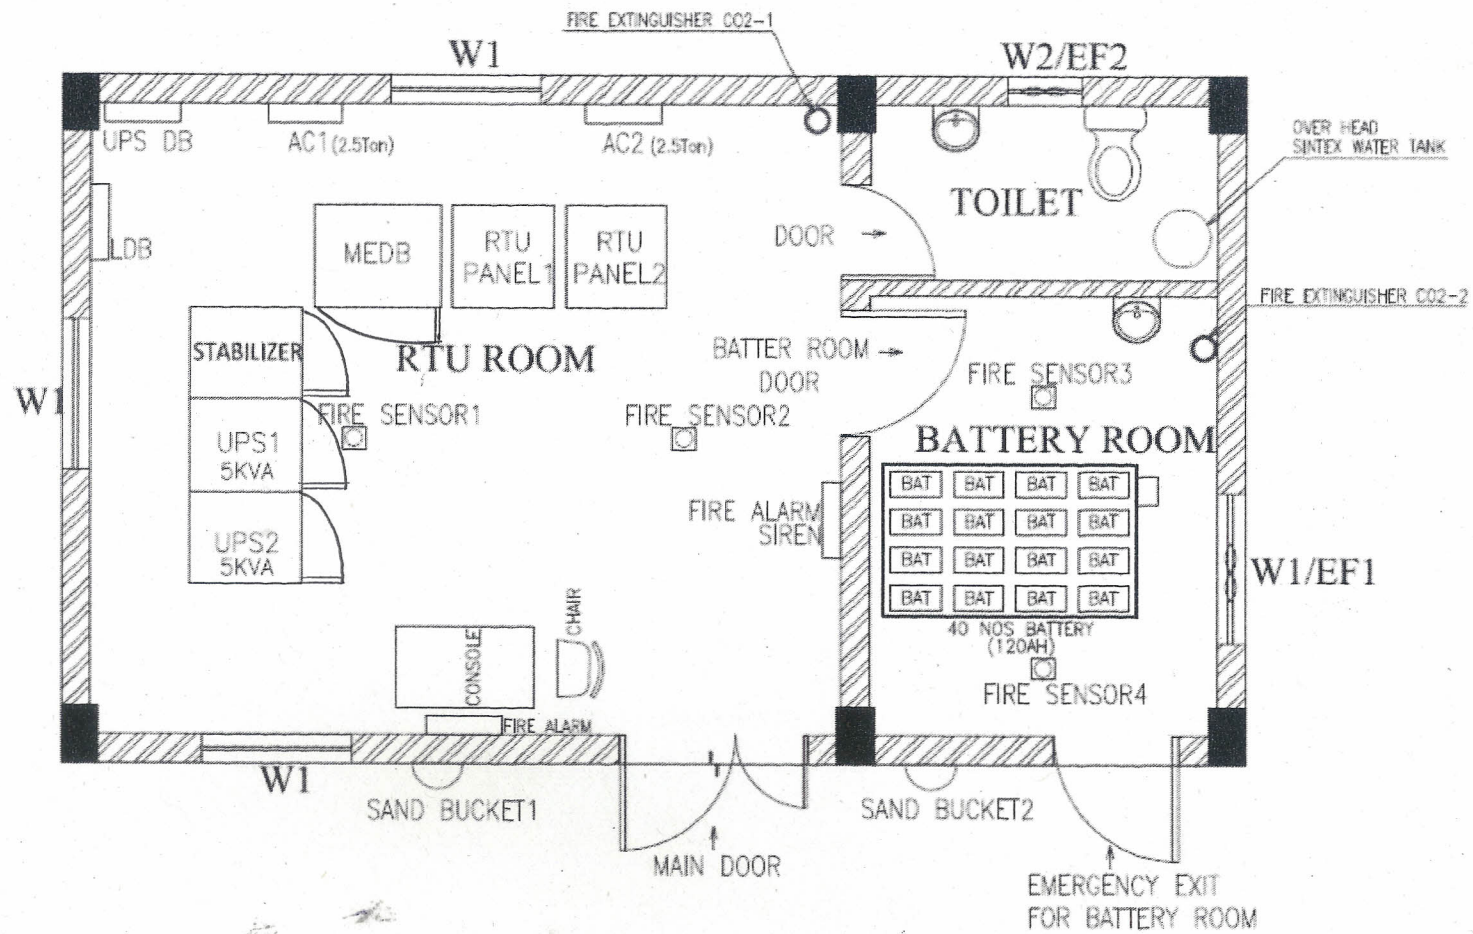 FIRE EXTINGUISHER CO2-1
W1
W2/EF2
UPS DB
AC1 (2.5Ton)
AC2 (2.5Ton)
OVER HEAD
SINTEX WATER TANK
TOILET
LDB
MEDB
RTU
PANEL1
RTU
PANEL2
DOOR
FIRE EXTINGUISHER CO2-2
STABILIZER
RTU ROOM
BATTER ROOM
DOOR
FIRE SENSOR3
W1
FIRE SENSOR1
FIRE SENSOR2
UPS1
5KVA
BATTERY ROOM
BAT BAT BAT BAT
FIRE ALARM
SIREN
BAT BAT BAT BAT
UPS2
5KVA
BAT BAT BAT BAT
W1/EF1
BAT BAT BAT BAT
40 NOS BATTERY
(120AH)
CHAIR
CONSOLE
FIRE SENSOR4
FIRE ALARM
W1
SAND BUCKET1
SAND BUCKET2
MAIN DOOR
EMERGENCY EXIT
FOR BATTERY ROOM